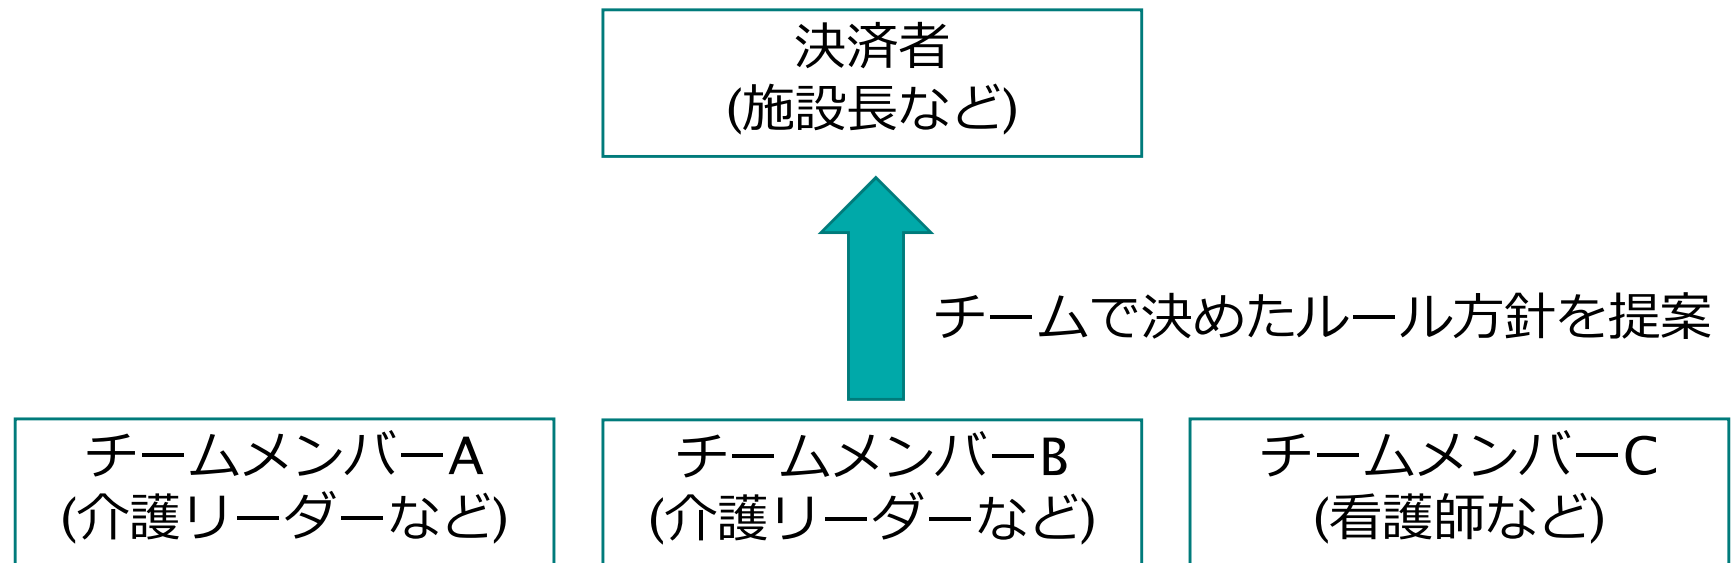 決済者
(施設長など)
チームで決めたルール方針を提案
チームメンバーA
(介護リーダーなど)
チームメンバーB
(介護リーダーなど)
チームメンバーC
(看護師など)